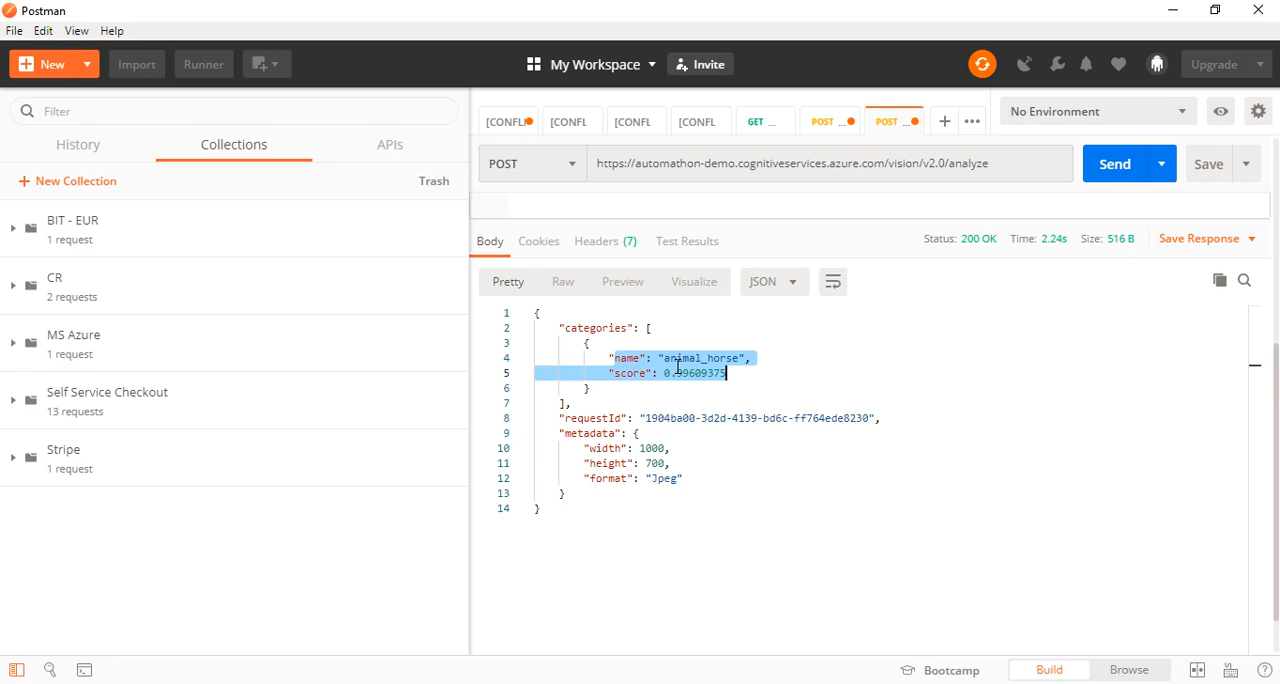 Postman
File Edit View Help
New Import Runner My Workspace Invite Upgrade
Filter
History Collections APIs
New Collection Trash
BIT - EUR
1 request
CR
2 requests
MS Azure
1 request
Self Service Checkout
13 requests
Stripe
1 request
[CONFLI [CONFL [CONFL [CONFL GET ... POST ... POST ... No Environment
POST https://automathon-demo.cognitiveservices.azure.com/vision/v2.0/analyze Send Save
Body Cookies Headers (7) Test Results Status: 200 OK Time: 2.24s Size: 516 B Save Response
Pretty Raw Preview Visualize JSON
1 {
2 "categories": [
3 {
4 "name": "animal_horse",
5 "score": 0.99609375
6 }
7 ],
8 "requestId": "1904ba00-3d2d-4139-bd6c-ff764ede8230",
9 "metadata": {
10 "width": 1000,
11 "height": 700,
12 "format": "Jpeg"
13 }
14 }
Bootcamp Build Browse